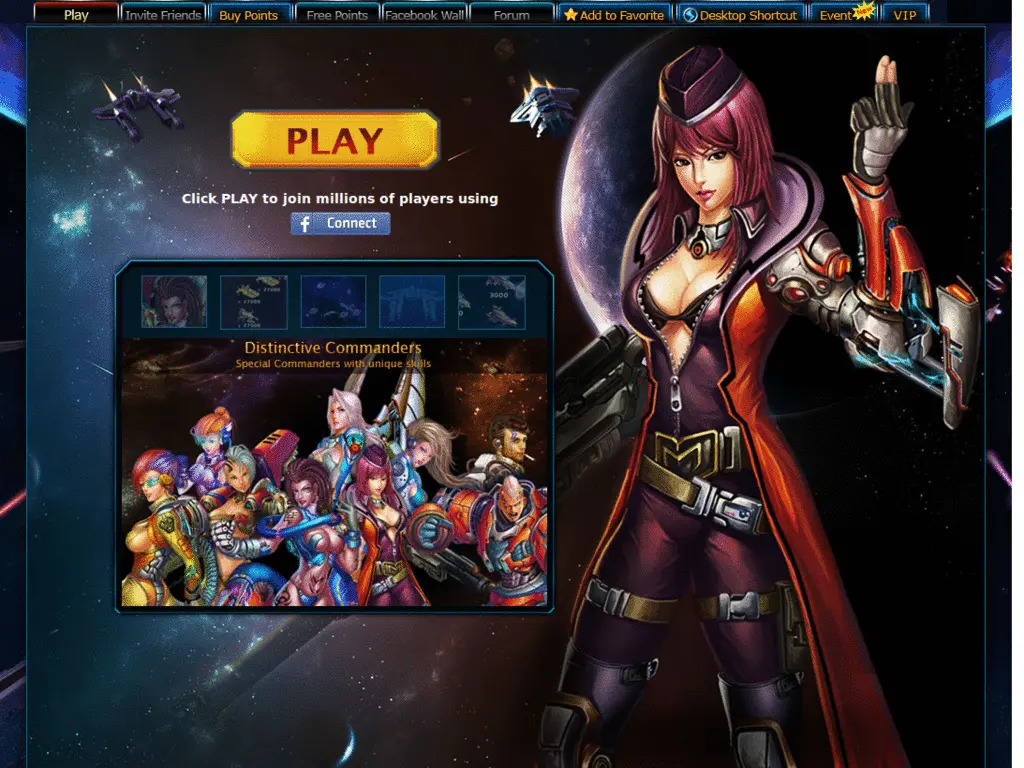 Play
Invite Friends
Buy Points
Free Points
Facebook Wall
Forum
Add to Favorite
Desktop Shortcut
Event
NEW
VIP
PLAY
Click PLAY to join millions of players using
f Connect
3000
Distinctive Commanders
Special Commanders with unique skills